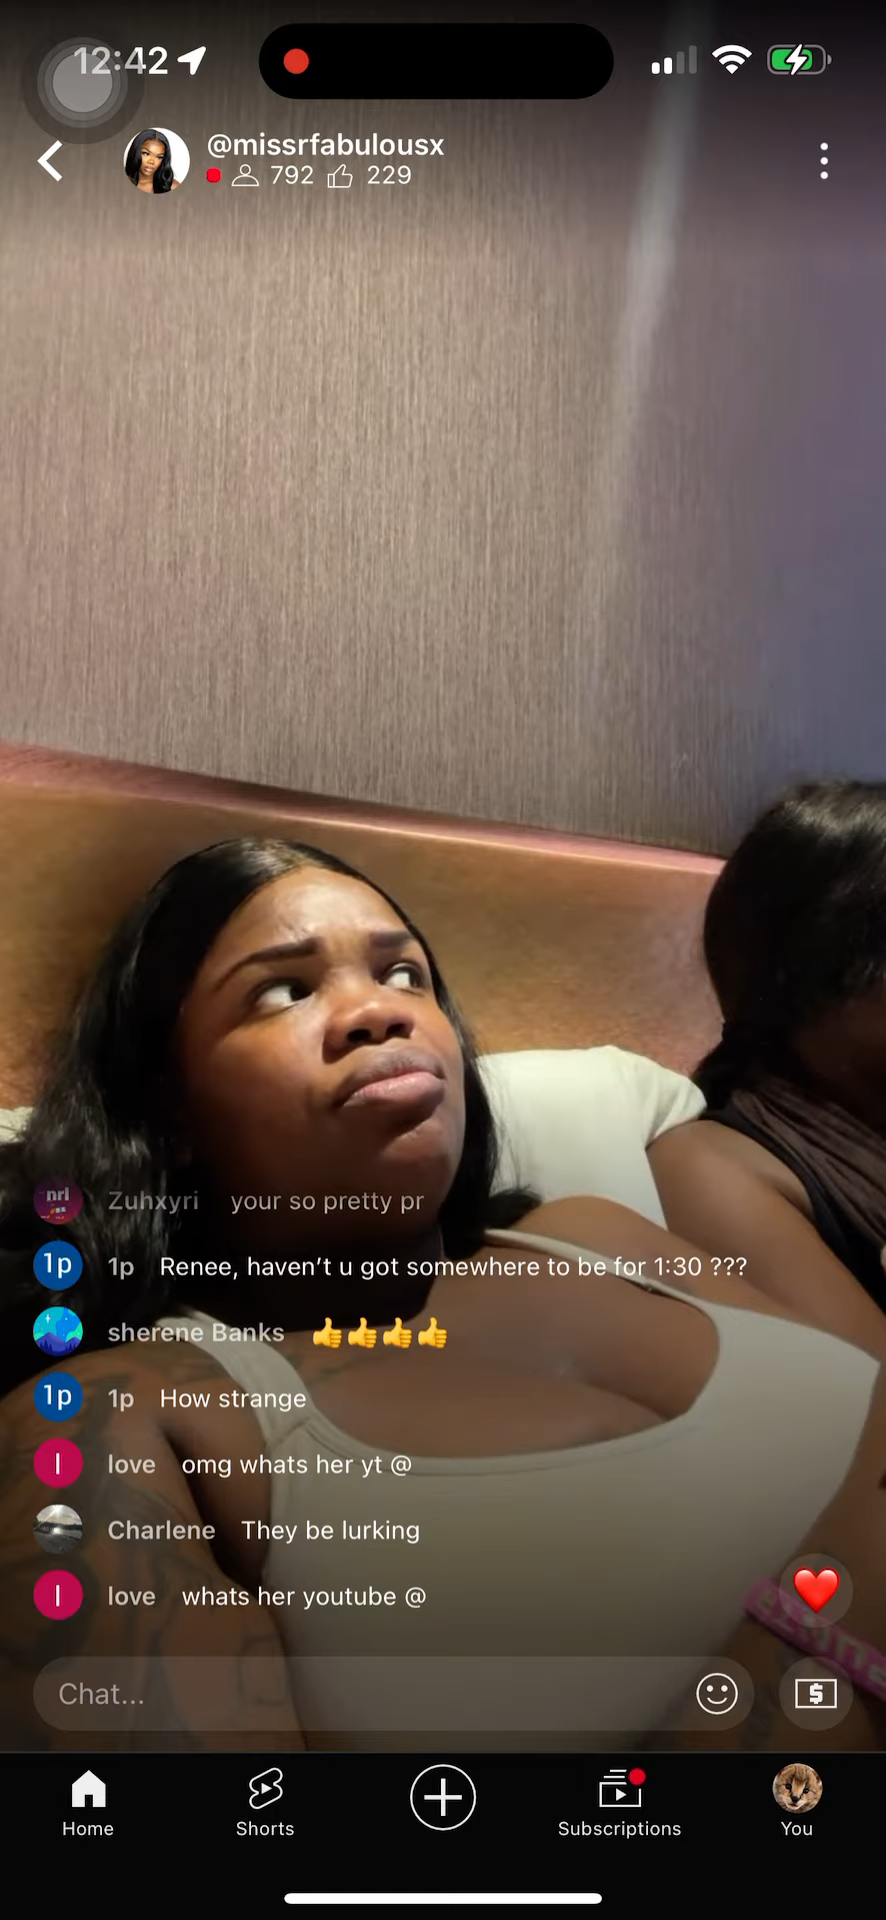 12:42
@missrfabulousx
792 229
nrl
Zuhxyri your so pretty pr
1p 1p Renee, haven't u got somewhere to be for 1:30 ???
sherene Banks 👍👍👍👍
1p 1p How strange
l love omg whats her yt @
Charlene They be lurking
l love whats her youtube @
Chat...
Home Shorts Subscriptions You